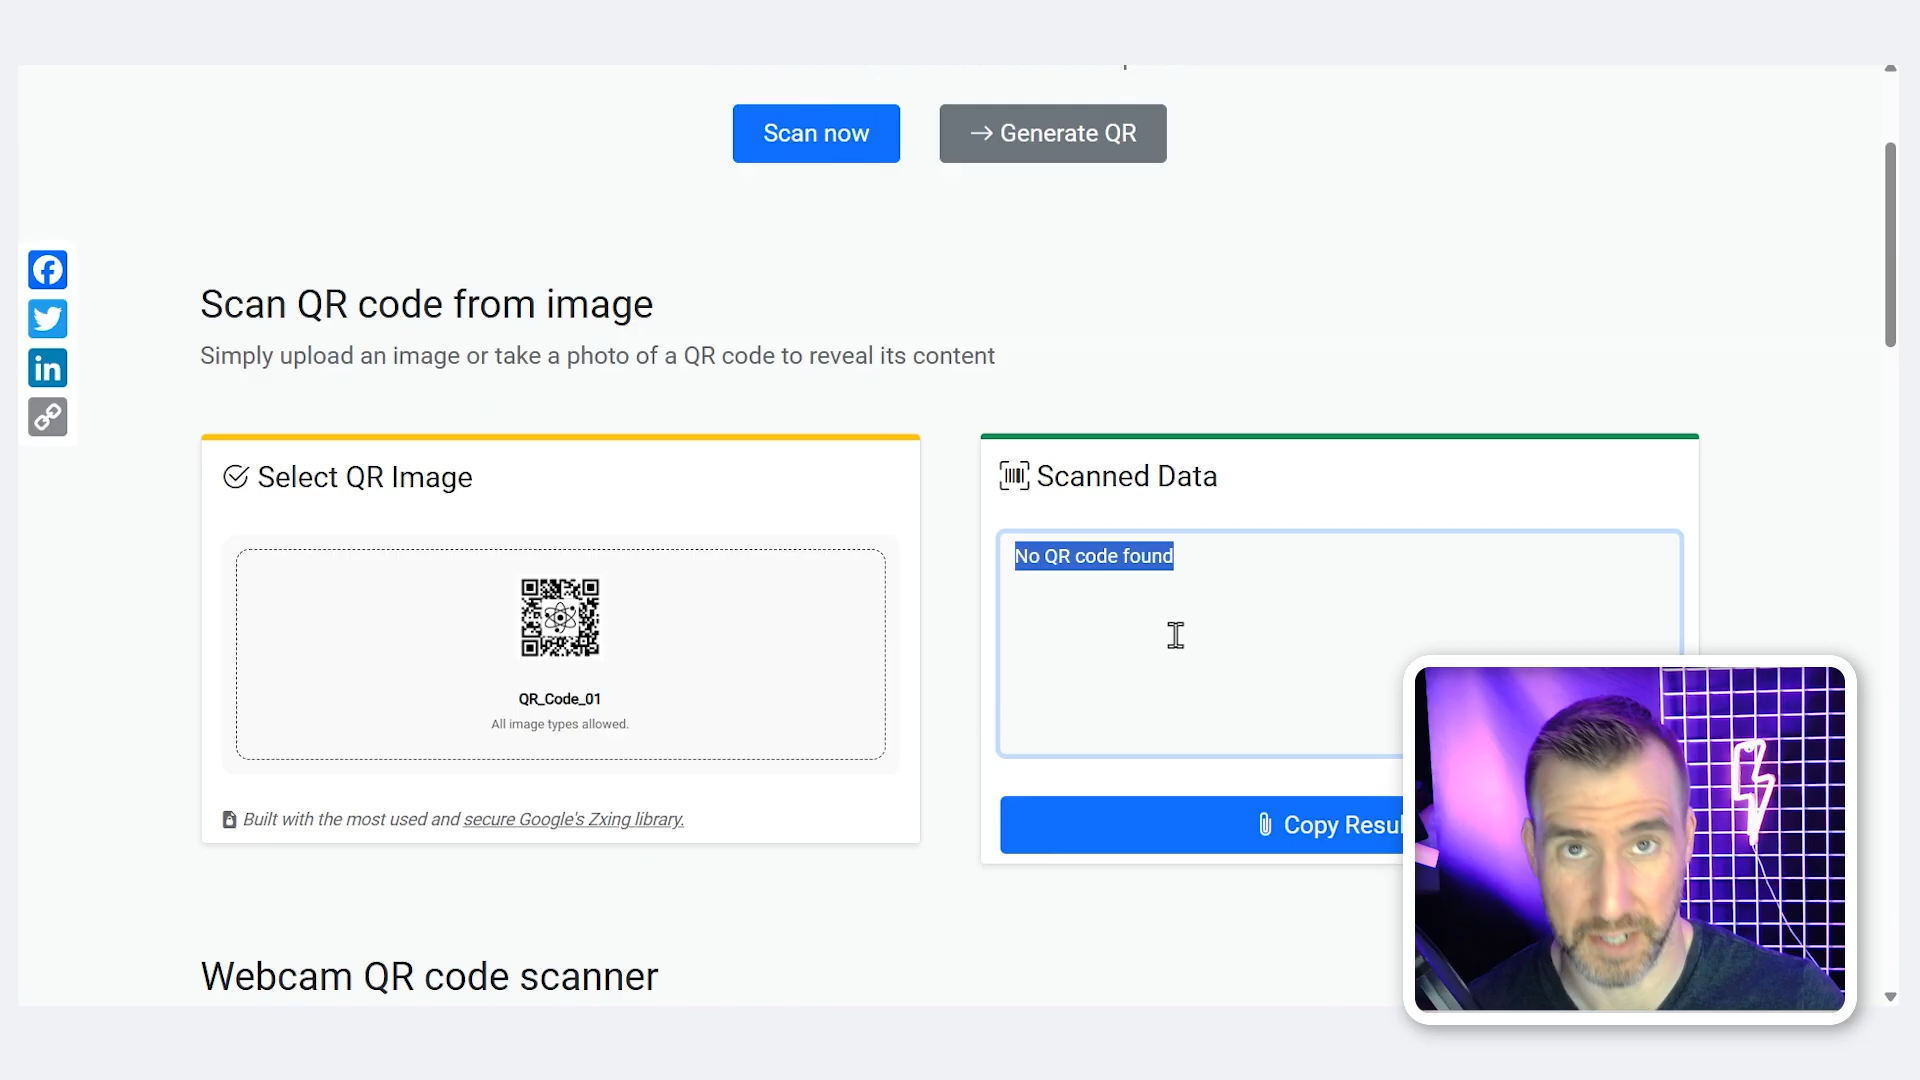 Scan now
→ Generate QR
Scan QR code from image
Simply upload an image or take a photo of a QR code to reveal its content
Select QR Image
QR_Code_01
All image types allowed.
Built with the most used and secure Google's Zxing library.
Scanned Data
No QR code found
Copy Resul
Webcam QR code scanner